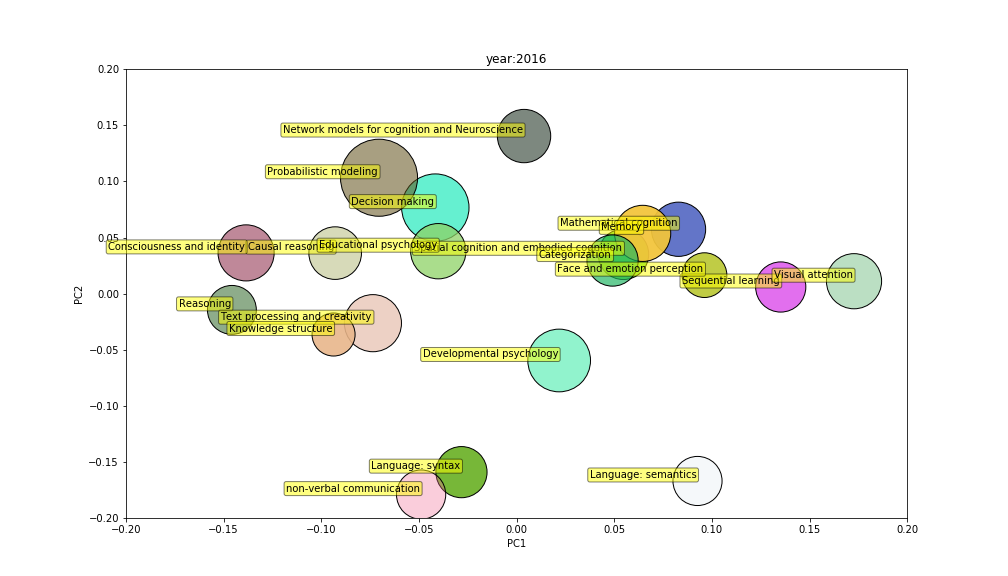 year:2016
0.20
0.15
0.10
0.05
0.00
−0.05
−0.10
−0.15
−0.20
PC2
Network models for cognition and Neuroscience
Probabilistic modeling
Decision making
Mathematical cognition
Memory
Consciousness and identity
Causal reasoning
Educational psychology
cognition and embodied cognition
Categorization
Face and emotion perception
Visual attention
Sequential learning
Reasoning
Text processing and creativity
Knowledge structure
Developmental psychology
Language: syntax
Language: semantics
non-verbal communication
−0.20
−0.15
−0.10
−0.05
0.00
0.05
0.10
0.15
0.20
PC1